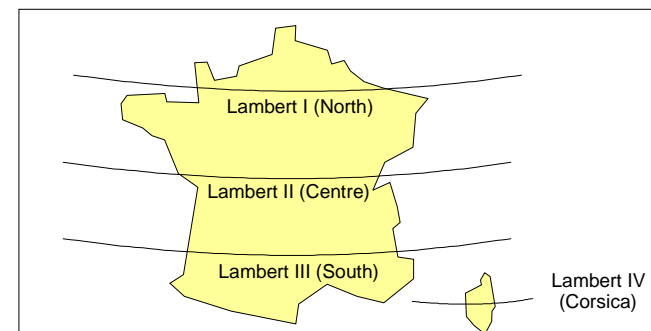 Lambert I (North)
Lambert II (Centre)
Lambert III (South)
Lambert IV
(Corsica)